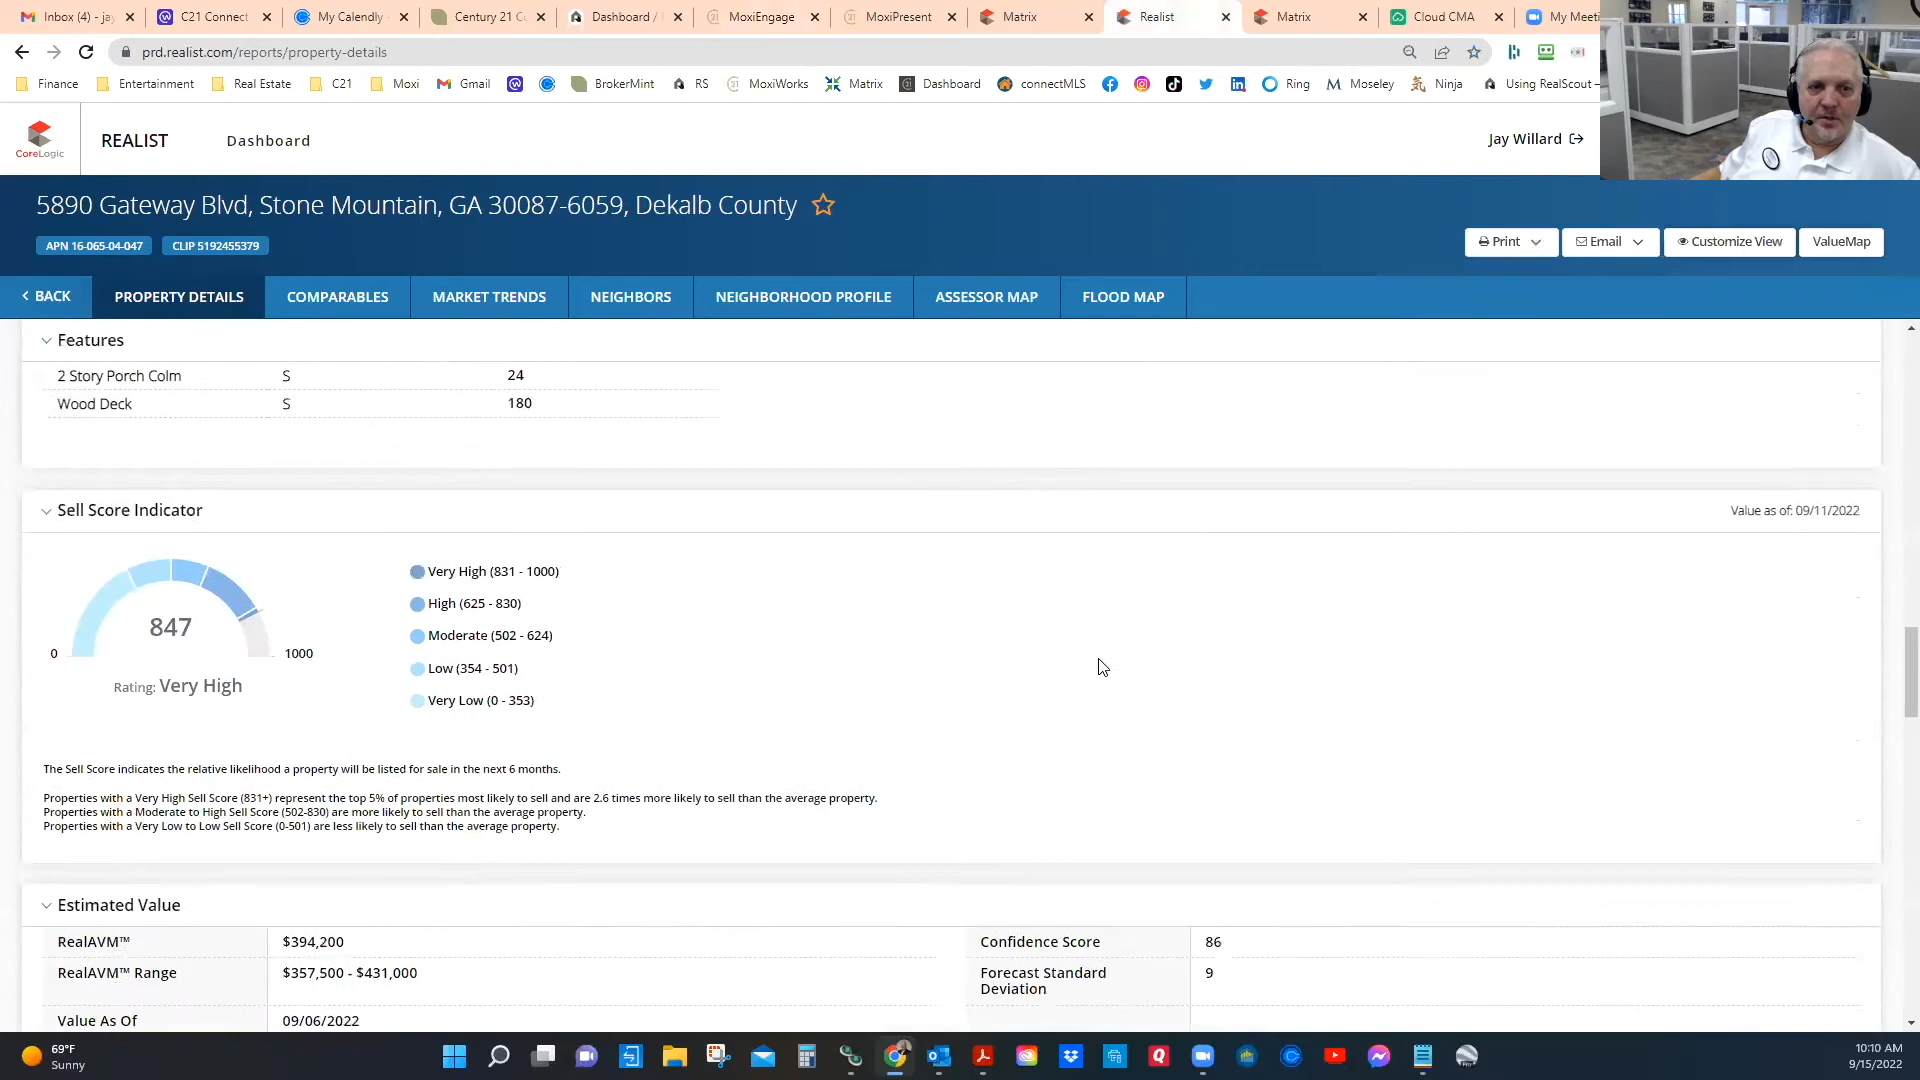 Inbox (4) - jay
C21 Connect
My Calendly
Century 21 C
Dashboard /
MoxiEngage
MoxiPresent
Matrix
Realist
Matrix
Cloud CMA
My Meeti
prd.realist.com/reports/property-details
Finance
Entertainment
Real Estate
C21
Moxi
Gmail
BrokerMint
RS
MoxiWorks
Matrix
Dashboard
connectMLS
Ring
Moseley
Ninja
Using RealScout –
CoreLogic
REALIST
Dashboard
Jay Willard
5890 Gateway Blvd, Stone Mountain, GA 30087-6059, Dekalb County
APN 16-065-04-047
CLIP 5192455379
Print
Email
Customize View
ValueMap
BACK
PROPERTY DETAILS
COMPARABLES
MARKET TRENDS
NEIGHBORS
NEIGHBORHOOD PROFILE
ASSESSOR MAP
FLOOD MAP
Features
2 Story Porch Colm S 24
Wood Deck S 180
Sell Score Indicator
Value as of: 09/11/2022
847
0
1000
Rating: Very High
Very High (831 - 1000)
High (625 - 830)
Moderate (502 - 624)
Low (354 - 501)
Very Low (0 - 353)
The Sell Score indicates the relative likelihood a property will be listed for sale in the next 6 months.
Properties with a Very High Sell Score (831+) represent the top 5% of properties most likely to sell and are 2.6 times more likely to sell than the average property.
Properties with a Moderate to High Sell Score (502-830) are more likely to sell than the average property.
Properties with a Very Low to Low Sell Score (0-501) are less likely to sell than the average property.
Estimated Value
RealAVM™ $394,200
Confidence Score 86
RealAVM™ Range $357,500 - $431,000
Forecast Standard Deviation 9
Value As Of 09/06/2022
69°F
Sunny
10:10 AM
9/15/2022